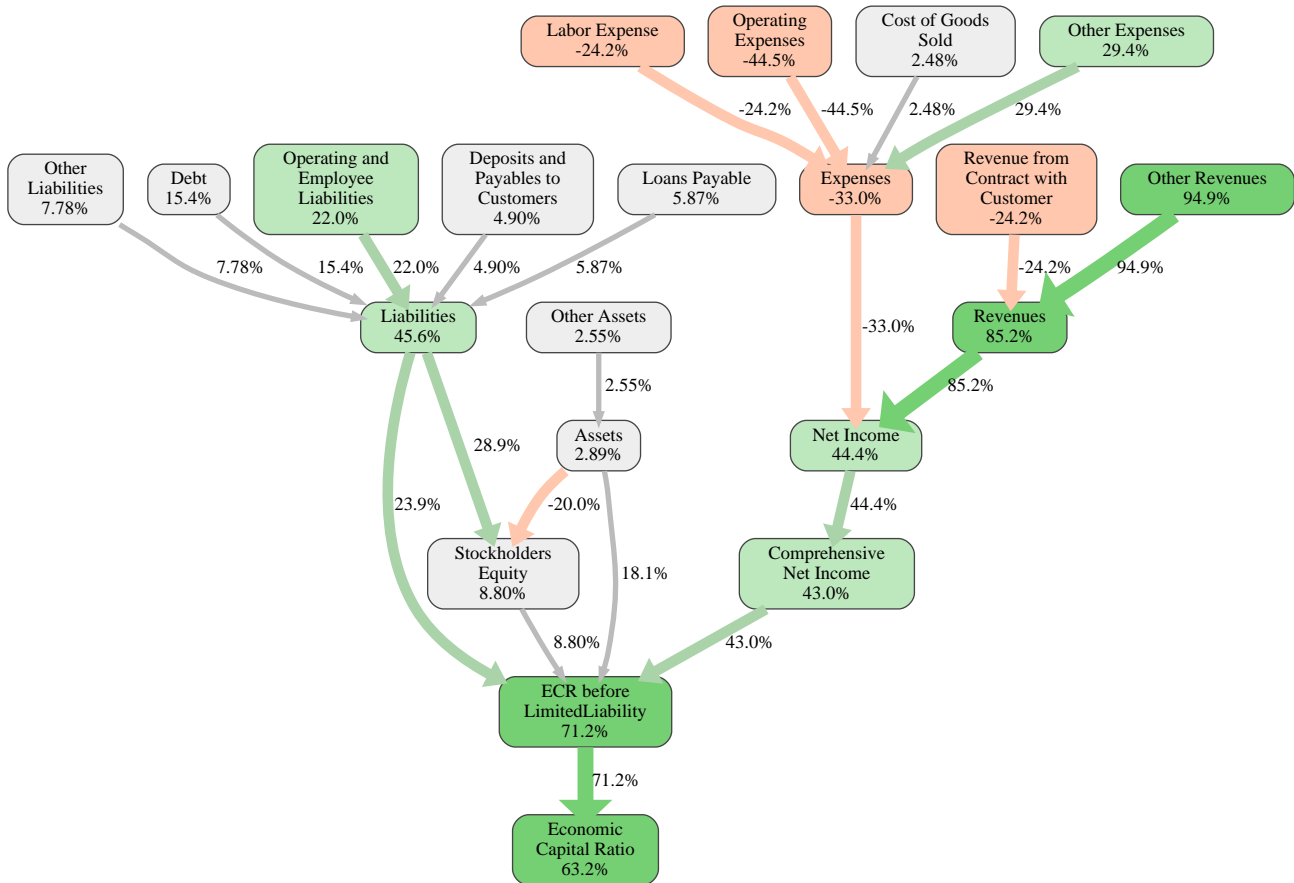 Labor Expense
-24.2%
Operating
Expenses
-44.5%
Cost of Goods
Sold
2.48%
Other Expenses
29.4%
-24.2%
-44.5%
2.48%
29.4%
Other
Liabilities
7.78%
Debt
15.4%
Operating and
Employee
Liabilities
22.0%
Deposits and
Payables to
Customers
4.90%
Loans Payable
5.87%
Expenses
-33.0%
Revenue from
Contract with
Customer
-24.2%
Other Revenues
94.9%
7.78%
15.4%
22.0%
4.90%
5.87%
-24.2%
94.9%
Liabilities
45.6%
Other Assets
2.55%
-33.0%
Revenues
85.2%
2.55%
85.2%
28.9%
Assets
2.89%
Net Income
44.4%
23.9%
-20.0%
44.4%
Stockholders
Equity
8.80%
18.1%
Comprehensive
Net Income
43.0%
8.80%
43.0%
ECR before
LimitedLiability
71.2%
71.2%
Economic
Capital Ratio
63.2%